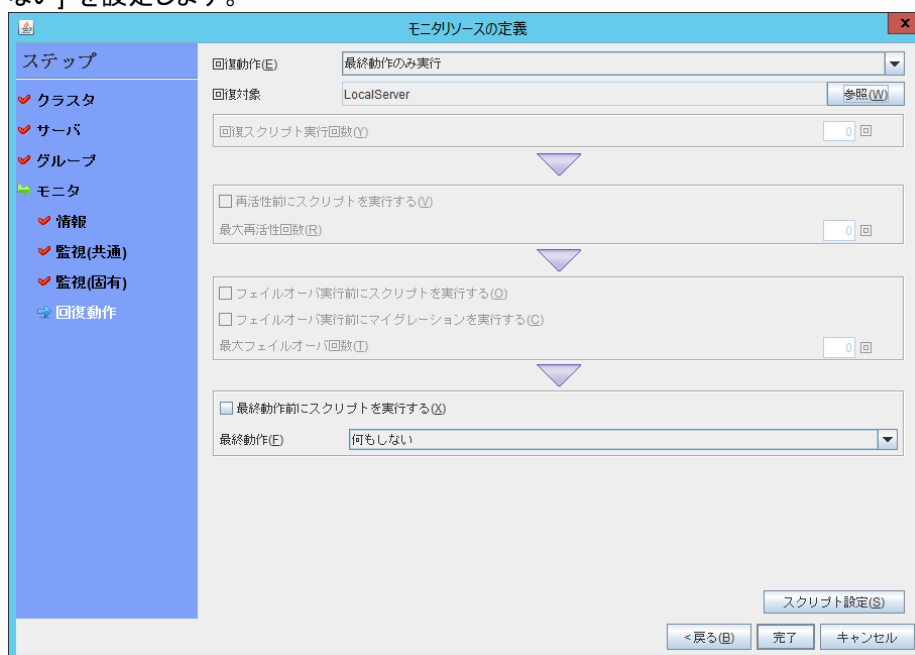 ない] を設定します。
モニタリソースの定義
x
ステップ
クラスタ
サーバ
グループ
モニタ
情報
監視(共通)
監視(固有)
回復動作
回復動作(E) 最終動作のみ実行
回復対象 LocalServer 参照(W)
回復スクリプト実行回数(Y) 0 回
再活性前にスクリプトを実行する(V)
最大再活性回数(R) 0 回
フェイルオーバ実行前にスクリプトを実行する(O)
フェイルオーバ実行前にマイグレーションを実行する(C)
最大フェイルオーバ回数(T) 0 回
最終動作前にスクリプトを実行する(X)
最終動作(F) 何もしない
スクリプト設定(S)
<戻る(B) 完了 キャンセル